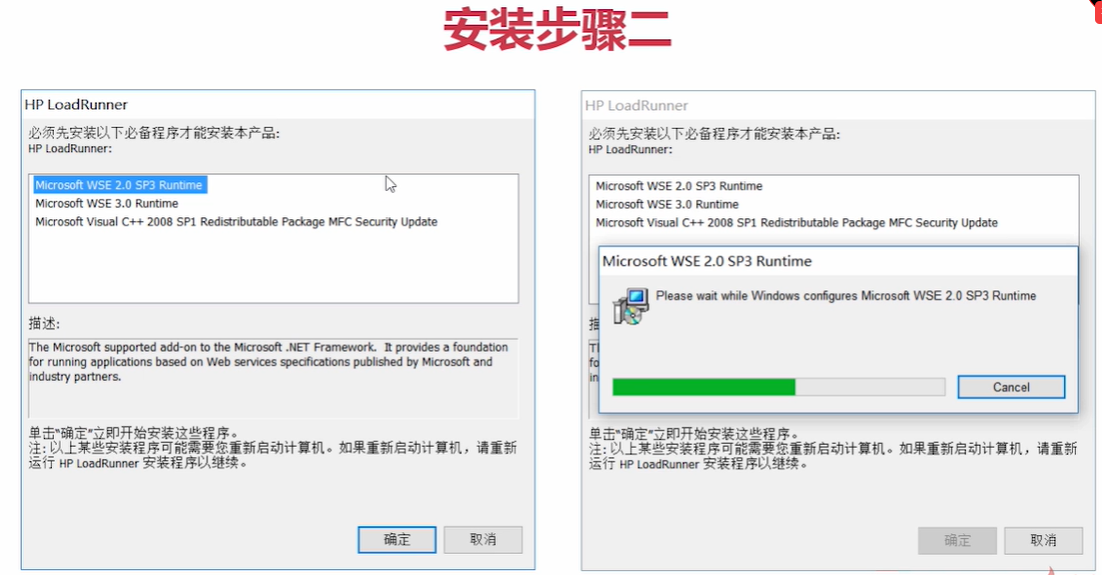 安装步骤二
HP LoadRunner
必须先安装以下必备程序才能安装本产品:
HP LoadRunner:
Microsoft WSE 2.0 SP3 Runtime
Microsoft WSE 3.0 Runtime
Microsoft Visual C++ 2008 SP1 Redistributable Package MFC Security Update
描述:
The Microsoft supported add-on to the Microsoft .NET Framework. It provides a foundation
for running applications based on Web services specifications published by Microsoft and
industry partners.
单击“确定”立即开始安装这些程序。
注: 以上某些安装程序可能需要您重新启动计算机。如果重新启动计算机，请重新
运行 HP LoadRunner 安装程序以继续。
确定
取消
HP LoadRunner
必须先安装以下必备程序才能安装本产品:
HP LoadRunner:
Microsoft WSE 2.0 SP3 Runtime
Microsoft WSE 3.0 Runtime
Microsoft Visual C++ 2008 SP1 Redistributable Package MFC Security Update
Microsoft WSE 2.0 SP3 Runtime
Please wait while Windows configures Microsoft WSE 2.0 SP3 Runtime
Cancel
单击“确定”立即开始安装这些程序。
注: 以上某些安装程序可能需要您重新启动计算机。如果重新启动计算机，请重新
运行 HP LoadRunner 安装程序以继续。
确定
取消